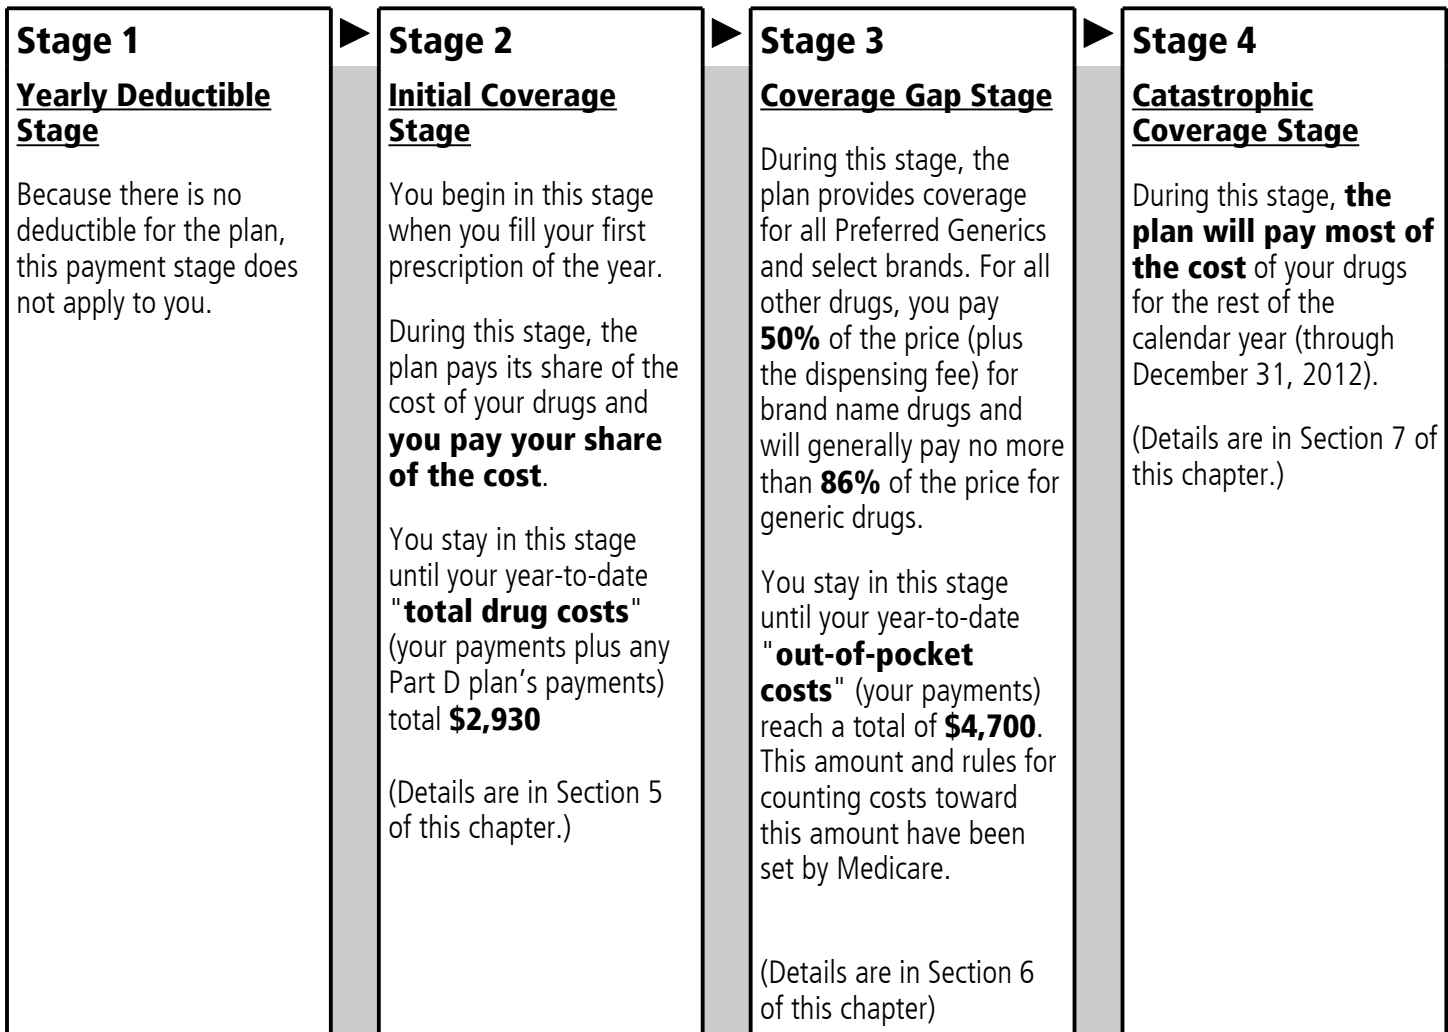 Stage 1
Yearly Deductible
Stage
Because there is no
deductible for the plan,
this payment stage does
not apply to you.
Stage 2
Initial Coverage
Stage
You begin in this stage
when you fill your first
prescription of the year.
During this stage, the
plan pays its share of the
cost of your drugs and
you pay your share
of the cost.
You stay in this stage
until your year-to-date
"total drug costs"
(your payments plus any
Part D plan’s payments)
total $2,930
(Details are in Section 5
of this chapter.)
Stage 3
Coverage Gap Stage
During this stage, the
plan provides coverage
for all Preferred Generics
and select brands. For all
other drugs, you pay
50% of the price (plus
the dispensing fee) for
brand name drugs and
will generally pay no more
than 86% of the price for
generic drugs.
You stay in this stage
until your year-to-date
"out-of-pocket
costs" (your payments)
reach a total of $4,700.
This amount and rules for
counting costs toward
this amount have been
set by Medicare.
(Details are in Section 6
of this chapter)
Stage 4
Catastrophic
Coverage Stage
During this stage, the
plan will pay most of
the cost of your drugs
for the rest of the
calendar year (through
December 31, 2012).
(Details are in Section 7 of
this chapter.)